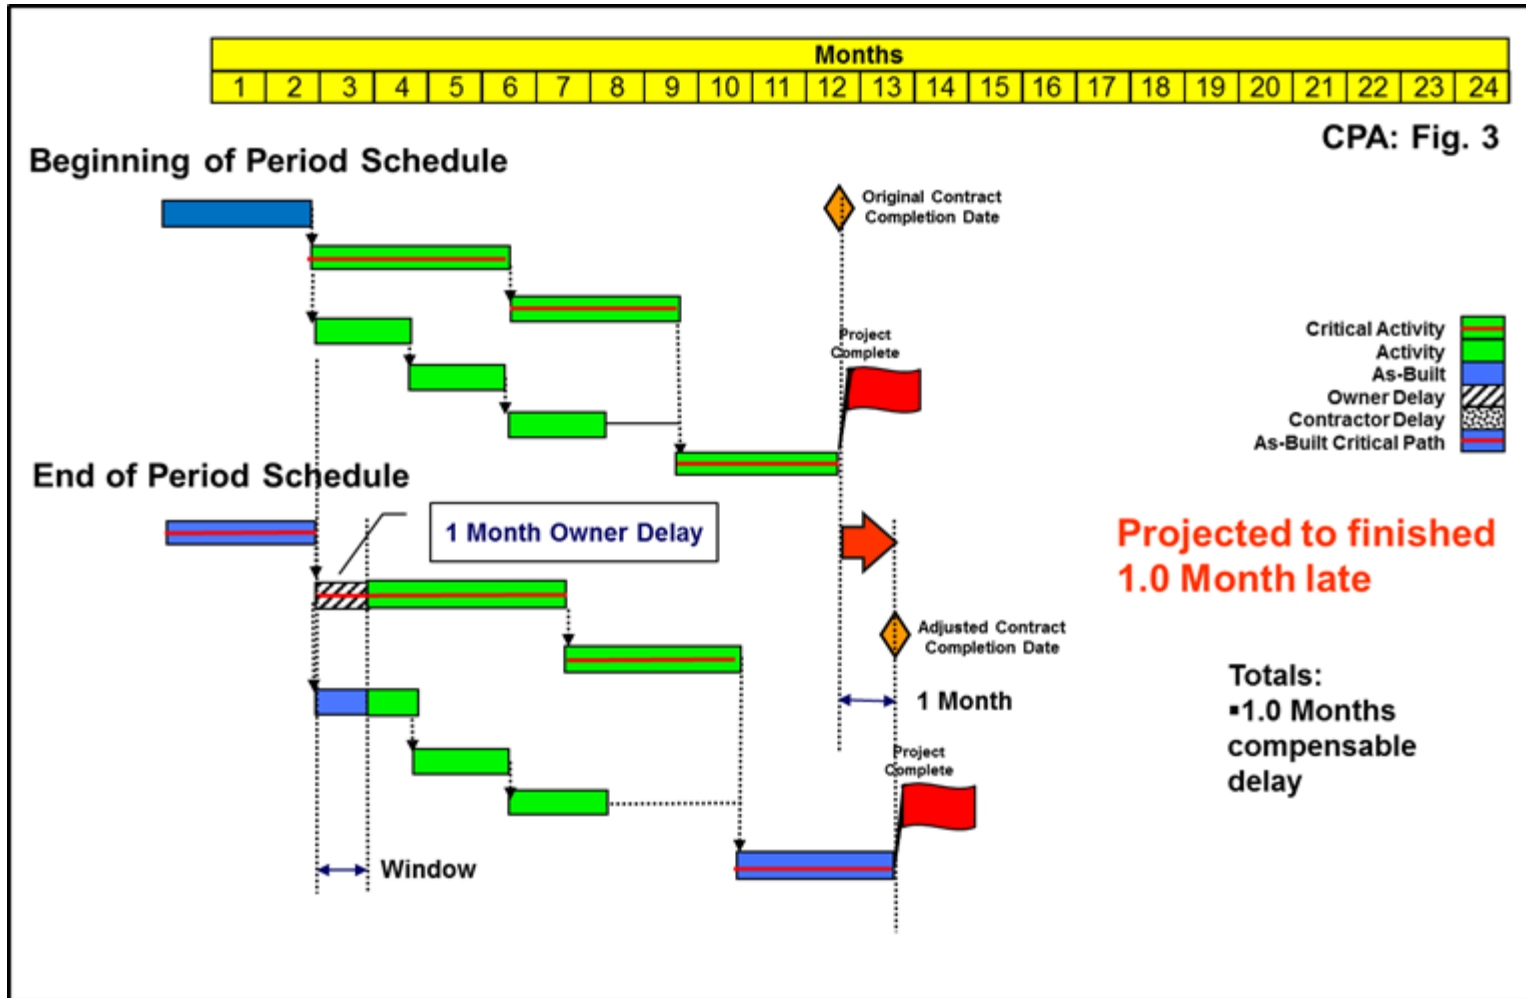 Months
1 2 3 4 5 6 7 8 9 10 11 12 13 14 15 16 17 18 19 20 21 22 23 24
CPA: Fig. 3
Beginning of Period Schedule
Original Contract
Completion Date
Project
Complete
Critical Activity
Activity
As-Built
Owner Delay
Contractor Delay
As-Built Critical Path
End of Period Schedule
1 Month Owner Delay
Projected to finished
1.0 Month late
Adjusted Contract
Completion Date
1 Month
Totals:
▪1.0 Months
compensable
delay
Project
Complete
Window